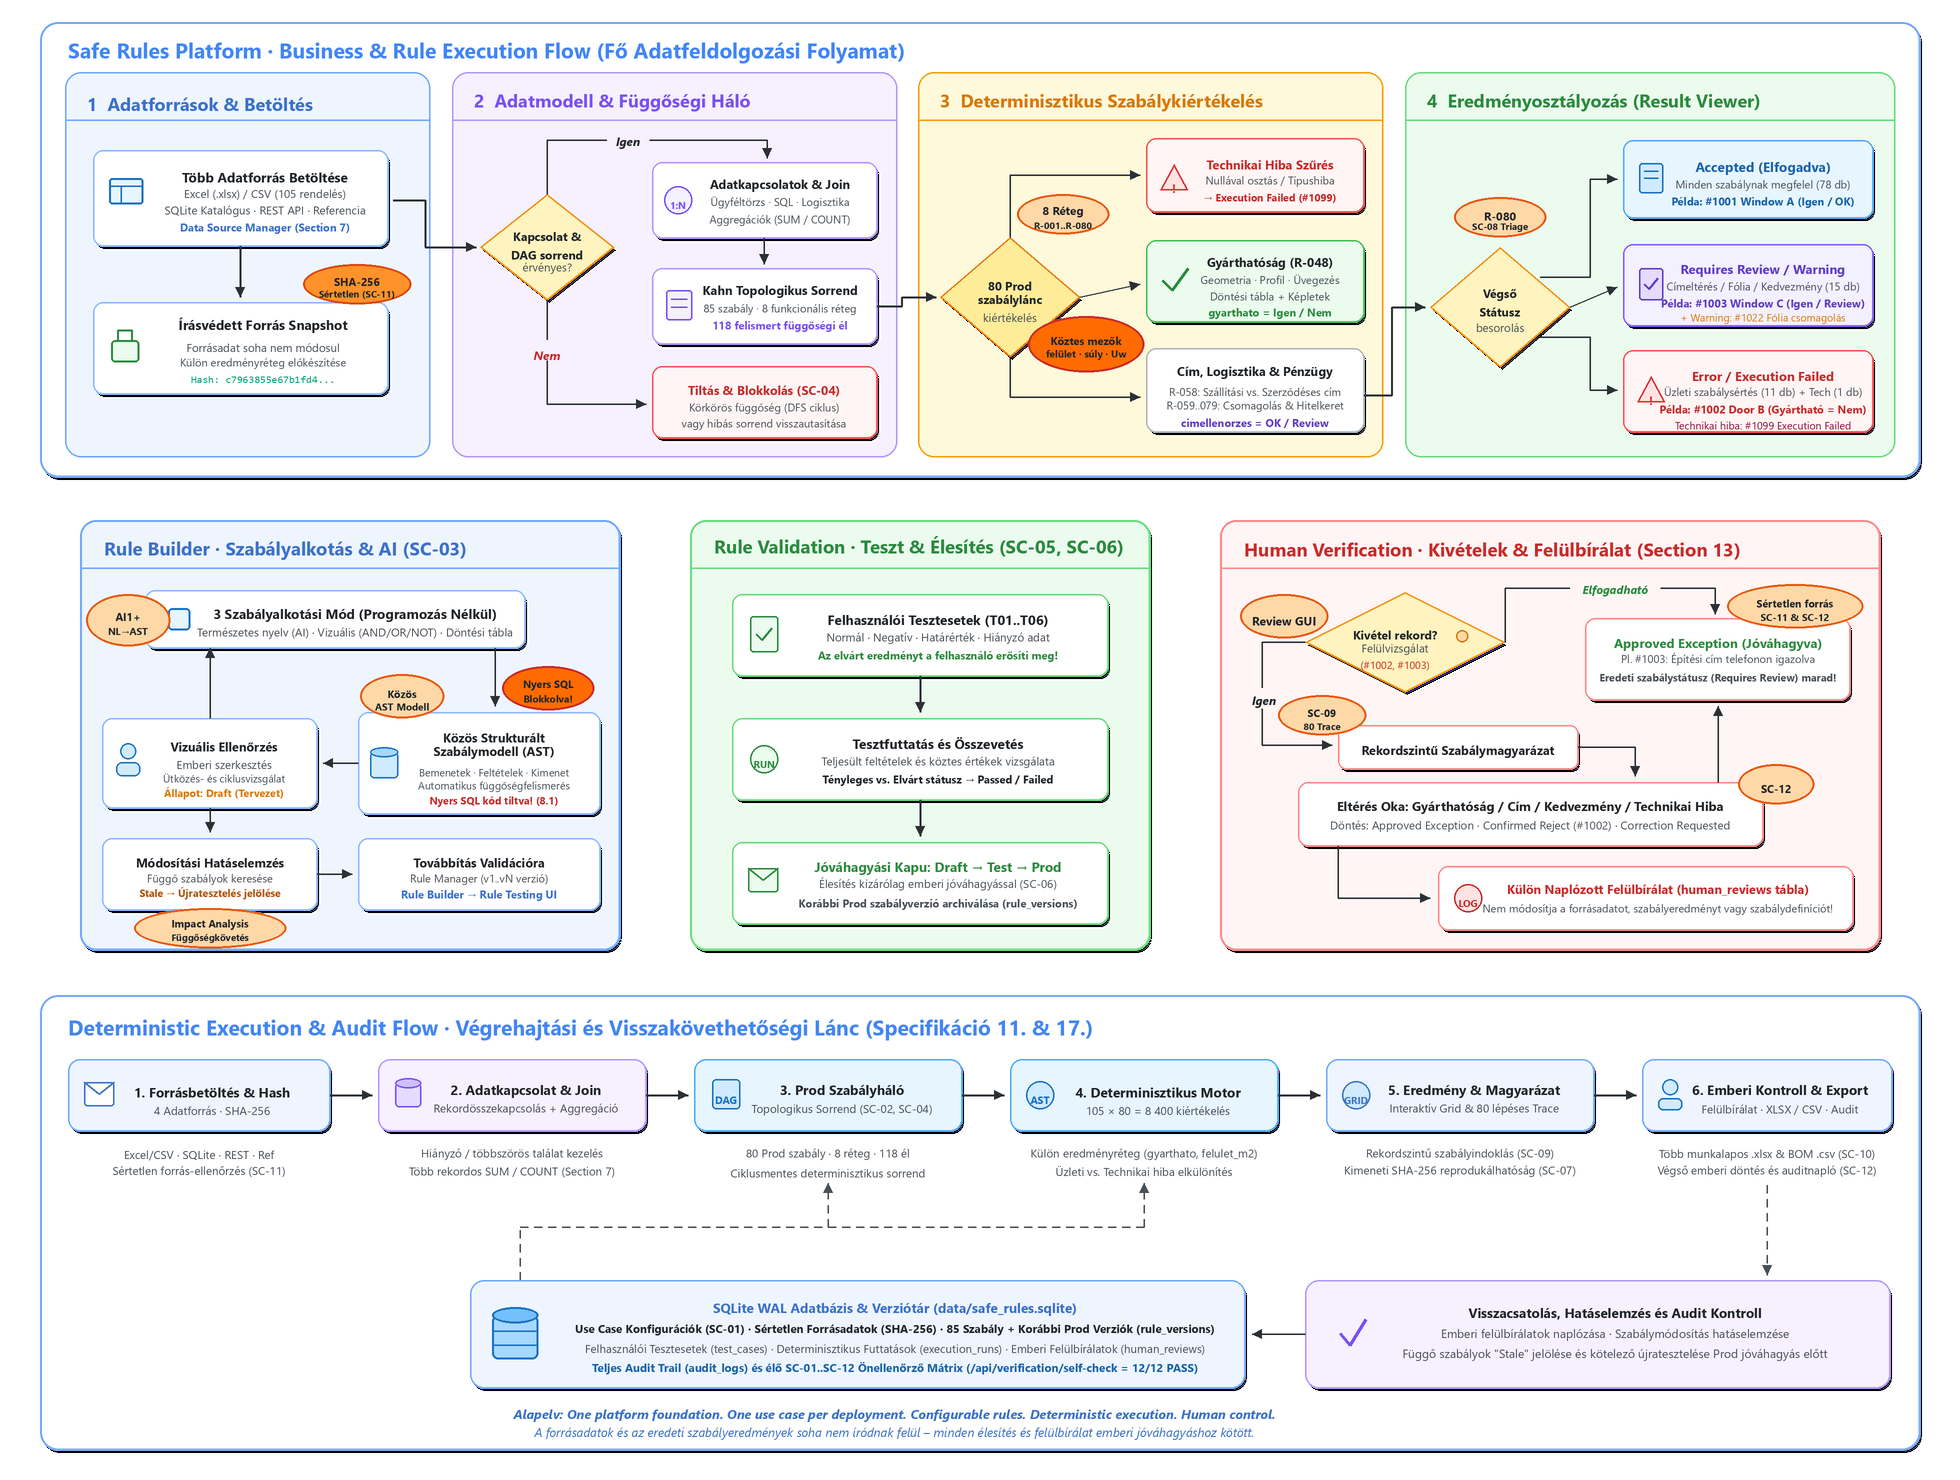 Safe Rules Platform · Business & Rule Execution Flow (Fő Adatfeldolgozási Folyamat)
1 Adatforrások & Betöltés
Több Adatforrás Betöltése
Excel (.xlsx) / CSV (105 rendelés)
SQLite Katalógus · REST API · Referencia
Data Source Manager (Section 7)
SHA-256
Sértetlen (SC-11)
Írásvédett Forrás Snapshot
Forrásadat soha nem módosul
Külön eredményréteg előkészítése
Hash: c7963855e67b1fd4...
2 Adatmodell & Függőségi Háló
Igen
Kapcsolat &
DAG sorrend
érvényes?
Nem
1:N
Adatkapcsolatok & Join
Ügyféltörzs · SQL · Logisztika
Aggregációk (SUM / COUNT)
Kahn Topologikus Sorrend
85 szabály · 8 funkcionális réteg
118 felismert függőségi él
Tiltás & Blokkolás (SC-04)
Körkörös függőség (DFS ciklus)
vagy hibás sorrend visszautasítása
3 Determinisztikus Szabálykiértékelés
8 Réteg
R-001..R-080
80 Prod
szabálylánc
kiértékelés
Köztes mezők
felület · súly · Uw
Technikai Hiba Szűrés
Nullával osztás / Típushiba
→ Execution Failed (#1099)
Gyárthatóság (R-048)
Geometria · Profil · Üvegezés
Döntési tábla + Képletek
gyarthato = Igen / Nem
Cím, Logisztika & Pénzügy
R-058: Szállítási vs. Szerződéses cím
R-059..079: Csomagolás & Hitelkeret
cimellenorzes = OK / Review
4 Eredményosztályozás (Result Viewer)
R-080
SC-08 Triage
Végső
Státusz
besorolás
Accepted (Elfogadva)
Minden szabálynak megfelel (78 db)
Példa: #1001 Window A (Igen / OK)
Requires Review / Warning
Címeltérés / Fólia / Kedvezmény (15 db)
Példa: #1003 Window C (Igen / Review)
+ Warning: #1022 Fólia csomagolás
Error / Execution Failed
Üzleti szabálysértés (11 db) + Tech (1 db)
Példa: #1002 Door B (Gyártható = Nem)
Technikai hiba: #1099 Execution Failed
Rule Builder · Szabályalkotás & AI (SC-03)
AI1+
NL→AST
3 Szabályalkotási Mód (Programozás Nélkül)
Természetes nyelv (AI) · Vizuális (AND/OR/NOT) · Döntési tábla
Közös
AST Modell
Nyers SQL
Blokkolva!
Vizuális Ellenőrzés
Emberi szerkesztés
Ütközés- és ciklusvizsgálat
Állapot: Draft (Tervezet)
Közös Strukturált
Szabálymodell (AST)
Bemenetek · Feltételek · Kimenet
Automatikus függőségfelismerés
Nyers SQL kód tiltva! (8.1)
Módosítási Hatáselemzés
Függő szabályok keresése
Stale → Újratesztelés jelölése
Továbbítás Validációra
Rule Manager (v1..vN verzió)
Rule Builder → Rule Testing UI
Impact Analysis
Függőségkövetés
Rule Validation · Teszt & Élesítés (SC-05, SC-06)
Felhasználói Tesztesetek (T01..T06)
Normál · Negatív · Határérték · Hiányzó adat
Az elvárt eredményt a felhasználó erősíti meg!
RUN
Tesztfuttatás és Összevetés
Teljesült feltételek és köztes értékek vizsgálata
Tényleges vs. Elvárt státusz → Passed / Failed
Jóváhagyási Kapu: Draft → Test → Prod
Élesítés kizárólag emberi jóváhagyással (SC-06)
Korábbi Prod szabályverzió archiválása (rule_versions)
Human Verification · Kivételek & Felülbírálat (Section 13)
Review GUI
Kivétel rekord?
Felülvizsgálat
(#1002, #1003)
Elfogadható
Sértetlen forrás
SC-11 & SC-12
Approved Exception (Jóváhagyva)
Pl. #1003: Építési cím telefonon igazolva
Eredeti szabálystátusz (Requires Review) marad!
Igen
SC-09
80 Trace
Rekordszintű Szabálymagyarázat
SC-12
Eltérés Oka: Gyárthatóság / Cím / Kedvezmény / Technikai Hiba
Döntés: Approved Exception · Confirmed Reject (#1002) · Correction Requested
LOG
Külön Naplózott Felülbírálat (human_reviews tábla)
Nem módosítja a forrásadatot, szabályeredményt vagy szabálydefiníciót!
Deterministic Execution & Audit Flow · Végrehajtási és Visszakövethetőségi Lánc (Specifikáció 11. & 17.)
1. Forrásbetöltés & Hash
4 Adatforrás · SHA-256
2. Adatkapcsolat & Join
Rekordösszekapcsolás + Aggregáció
DAG
3. Prod Szabályháló
Topologikus Sorrend (SC-02, SC-04)
AST
4. Determinisztikus Motor
105 × 80 = 8 400 kiértékelés
GRID
5. Eredmény & Magyarázat
Interaktív Grid & 80 lépéses Trace
6. Emberi Kontroll & Export
Felülbírálat · XLSX / CSV · Audit
Excel/CSV · SQLite · REST · Ref
Sértetlen forrás-ellenőrzés (SC-11)
Hiányzó / többszörös találat kezelés
Több rekordos SUM / COUNT (Section 7)
80 Prod szabály · 8 réteg · 118 él
Ciklusmentes determinisztikus sorrend
Külön eredményréteg (gyarthato, felulet_m2)
Üzleti vs. Technikai hiba elkülönítés
Rekordszintű szabályindoklás (SC-09)
Kimeneti SHA-256 reprodukálhatóság (SC-07)
Több munkalapos .xlsx & BOM .csv (SC-10)
Végső emberi döntés és auditnapló (SC-12)
SQLite WAL Adatbázis & Verziótár (data/safe_rules.sqlite)
Use Case Konfigurációk (SC-01) · Sértetlen Forrásadatok (SHA-256) · 85 Szabály + Korábbi Prod Verziók (rule_versions)
Felhasználói Tesztesetek (test_cases) · Determinisztikus Futtatások (execution_runs) · Emberi Felülbírálatok (human_reviews)
Teljes Audit Trail (audit_logs) és élő SC-01..SC-12 Önellenőrző Mátrix (/api/verification/self-check = 12/12 PASS)
Visszacsatolás, Hatáselemzés és Audit Kontroll
Emberi felülbírálatok naplózása · Szabálymódosítás hatáselemzése
Függő szabályok "Stale" jelölése és kötelező újratesztelése Prod jóváhagyás előtt
Alapelv: One platform foundation. One use case per deployment. Configurable rules. Deterministic execution. Human control.
A forrásadatok és az eredeti szabályeredmények soha nem íródnak felül – minden élesítés és felülbírálat emberi jóváhagyáshoz kötött.